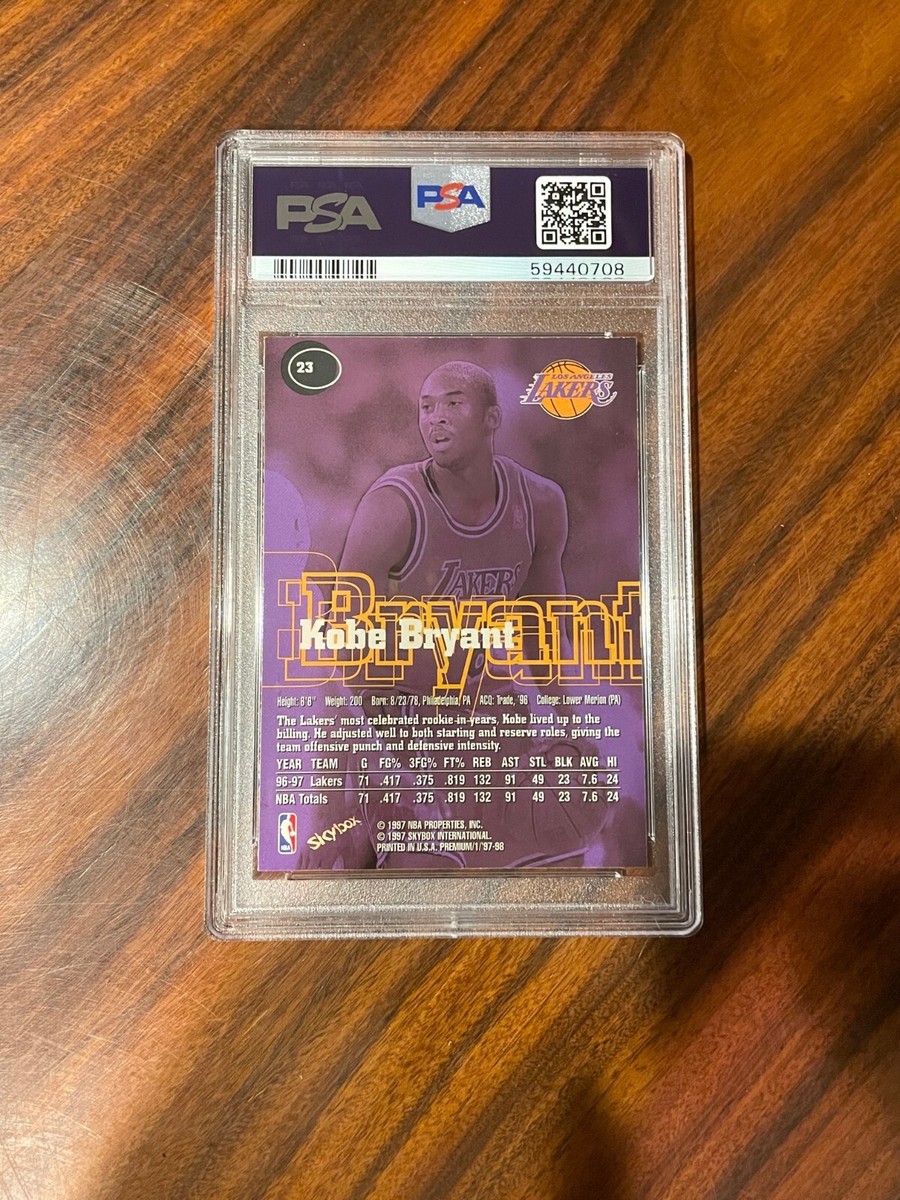 PSA PSA
59440708
23
LOS ANGELES
LAKERS
LAKERS
Bryant
Kobe Bryant
Height: 6'6" Weight: 200 Born: 8/23/78, Philadelphia, PA ACQ: Trade, '96 College: Lower Merion (PA)
The Lakers' most celebrated rookie-in-years, Kobe lived up to the
billing. He adjusted well to both starting and reserve roles, giving the
team offensive punch and defensive intensity.
YEAR TEAM G FG% 3FG% FT% REB AST STL BLK AVG HI
96-97 Lakers 71 .417 .375 .819 132 91 49 23 7.6 24
NBA Totals 71 .417 .375 .819 132 91 49 23 7.6 24
NBA
SkyBox
© 1997 NBA PROPERTIES, INC.
© 1997 SKYBOX INTERNATIONAL.
PRINTED IN U.S.A. PREMIUM/1/'97-98